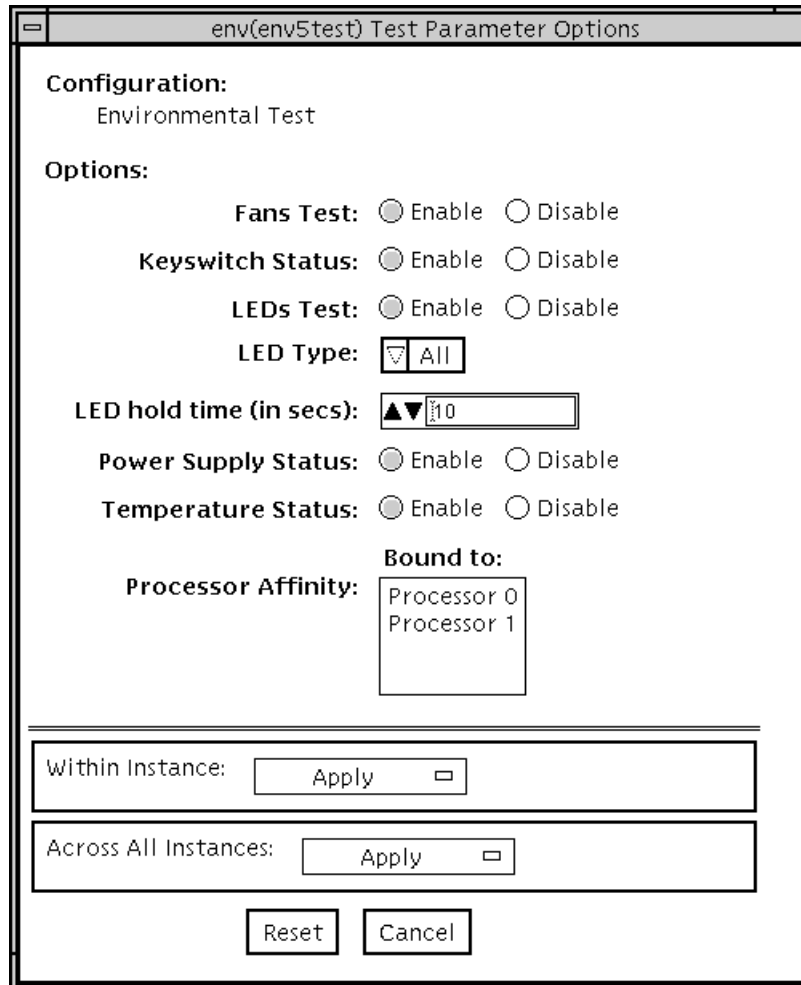 env(env5test) Test Parameter Options
Configuration:
Environmental Test
Options:
Fans Test: Enable Disable
Keyswitch Status: Enable Disable
LEDs Test: Enable Disable
LED Type: All
LED hold time (in secs): 10
Power Supply Status: Enable Disable
Temperature Status: Enable Disable
Bound to:
Processor Affinity:
Processor 0
Processor 1
Within Instance: Apply
Across All Instances: Apply
Reset Cancel